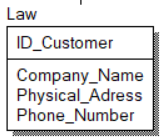 Law
ID_Customer
Company_Name
Physical_Adress
Phone_Number